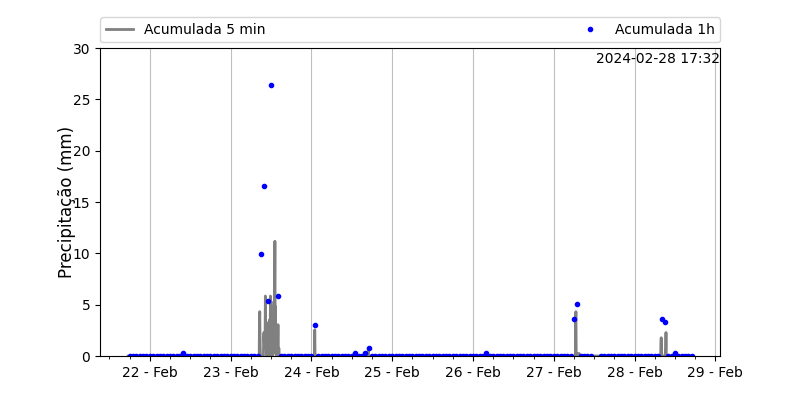 Acumulada 5 min
Acumulada 1h
2024-02-28 17:32
Precipitação (mm)
30
25
20
15
10
5
0
22 - Feb
23 - Feb
24 - Feb
25 - Feb
26 - Feb
27 - Feb
28 - Feb
29 - Feb